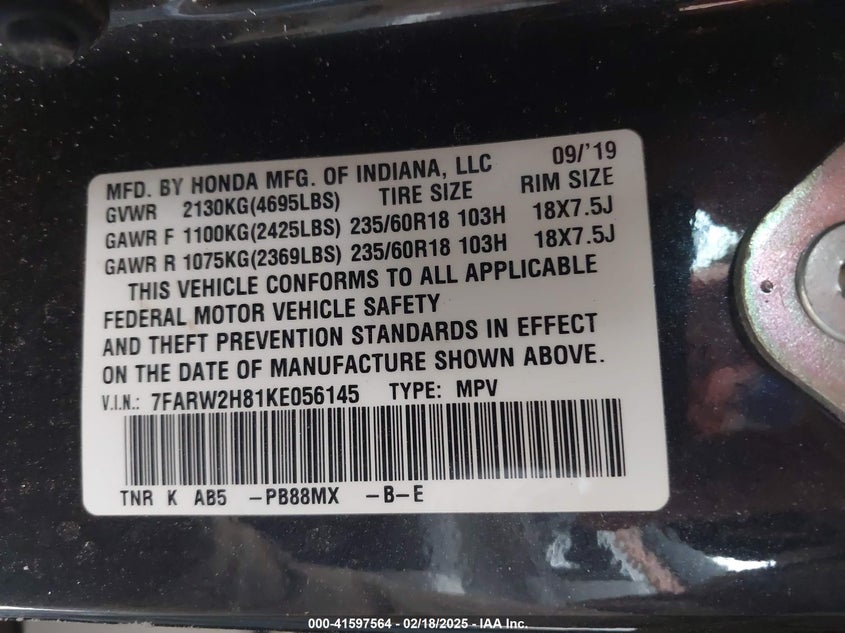 MFD. BY HONDA MFG. OF INDIANA, LLC 09/'19
GVWR 2130KG(4695LBS) TIRE SIZE RIM SIZE
GAWR F 1100KG(2425LBS) 235/60R18 103H 18X7.5J
GAWR R 1075KG(2369LBS) 235/60R18 103H 18X7.5J
THIS VEHICLE CONFORMS TO ALL APPLICABLE
FEDERAL MOTOR VEHICLE SAFETY
AND THEFT PREVENTION STANDARDS IN EFFECT
ON THE DATE OF MANUFACTURE SHOWN ABOVE.
V.I.N.: 7FARW2H81KE056145 TYPE: MPV
TNR K AB5 -PB88MX -B-E
000-41597564 — 02/18/2025 — IAA Inc.